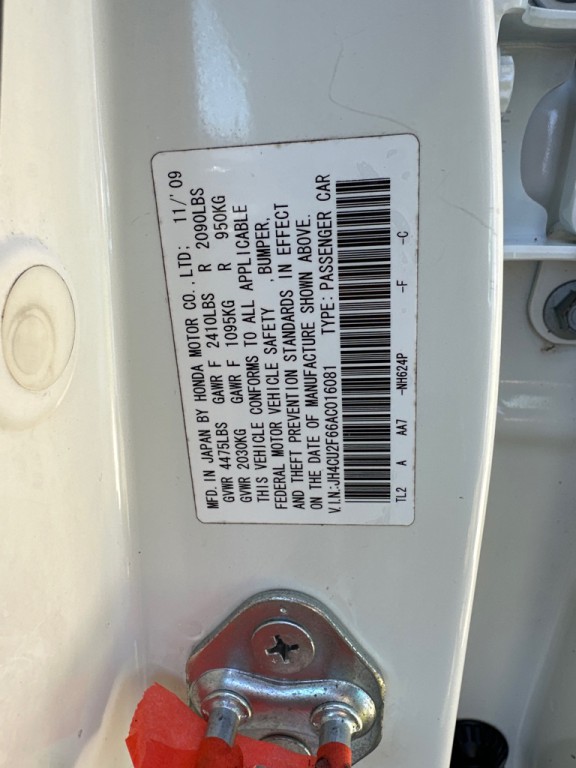 MFD. IN JAPAN BY HONDA MOTOR CO., LTD; 11/'09
GVWR 4475LBS GAWR F 2410LBS R 2090LBS
GVWR 2030KG GAWR F 1095KG R 950KG
THIS VEHICLE CONFORMS TO ALL APPLICABLE
FEDERAL MOTOR VEHICLE SAFETY , BUMPER,
AND THEFT PREVENTION STANDARDS IN EFFECT
ON THE DATE OF MANUFACTURE SHOWN ABOVE.
V.I.N.:JH4CU2F66AC016081 TYPE: PASSENGER CAR
TL2 A AA7 -NH624P -F -C